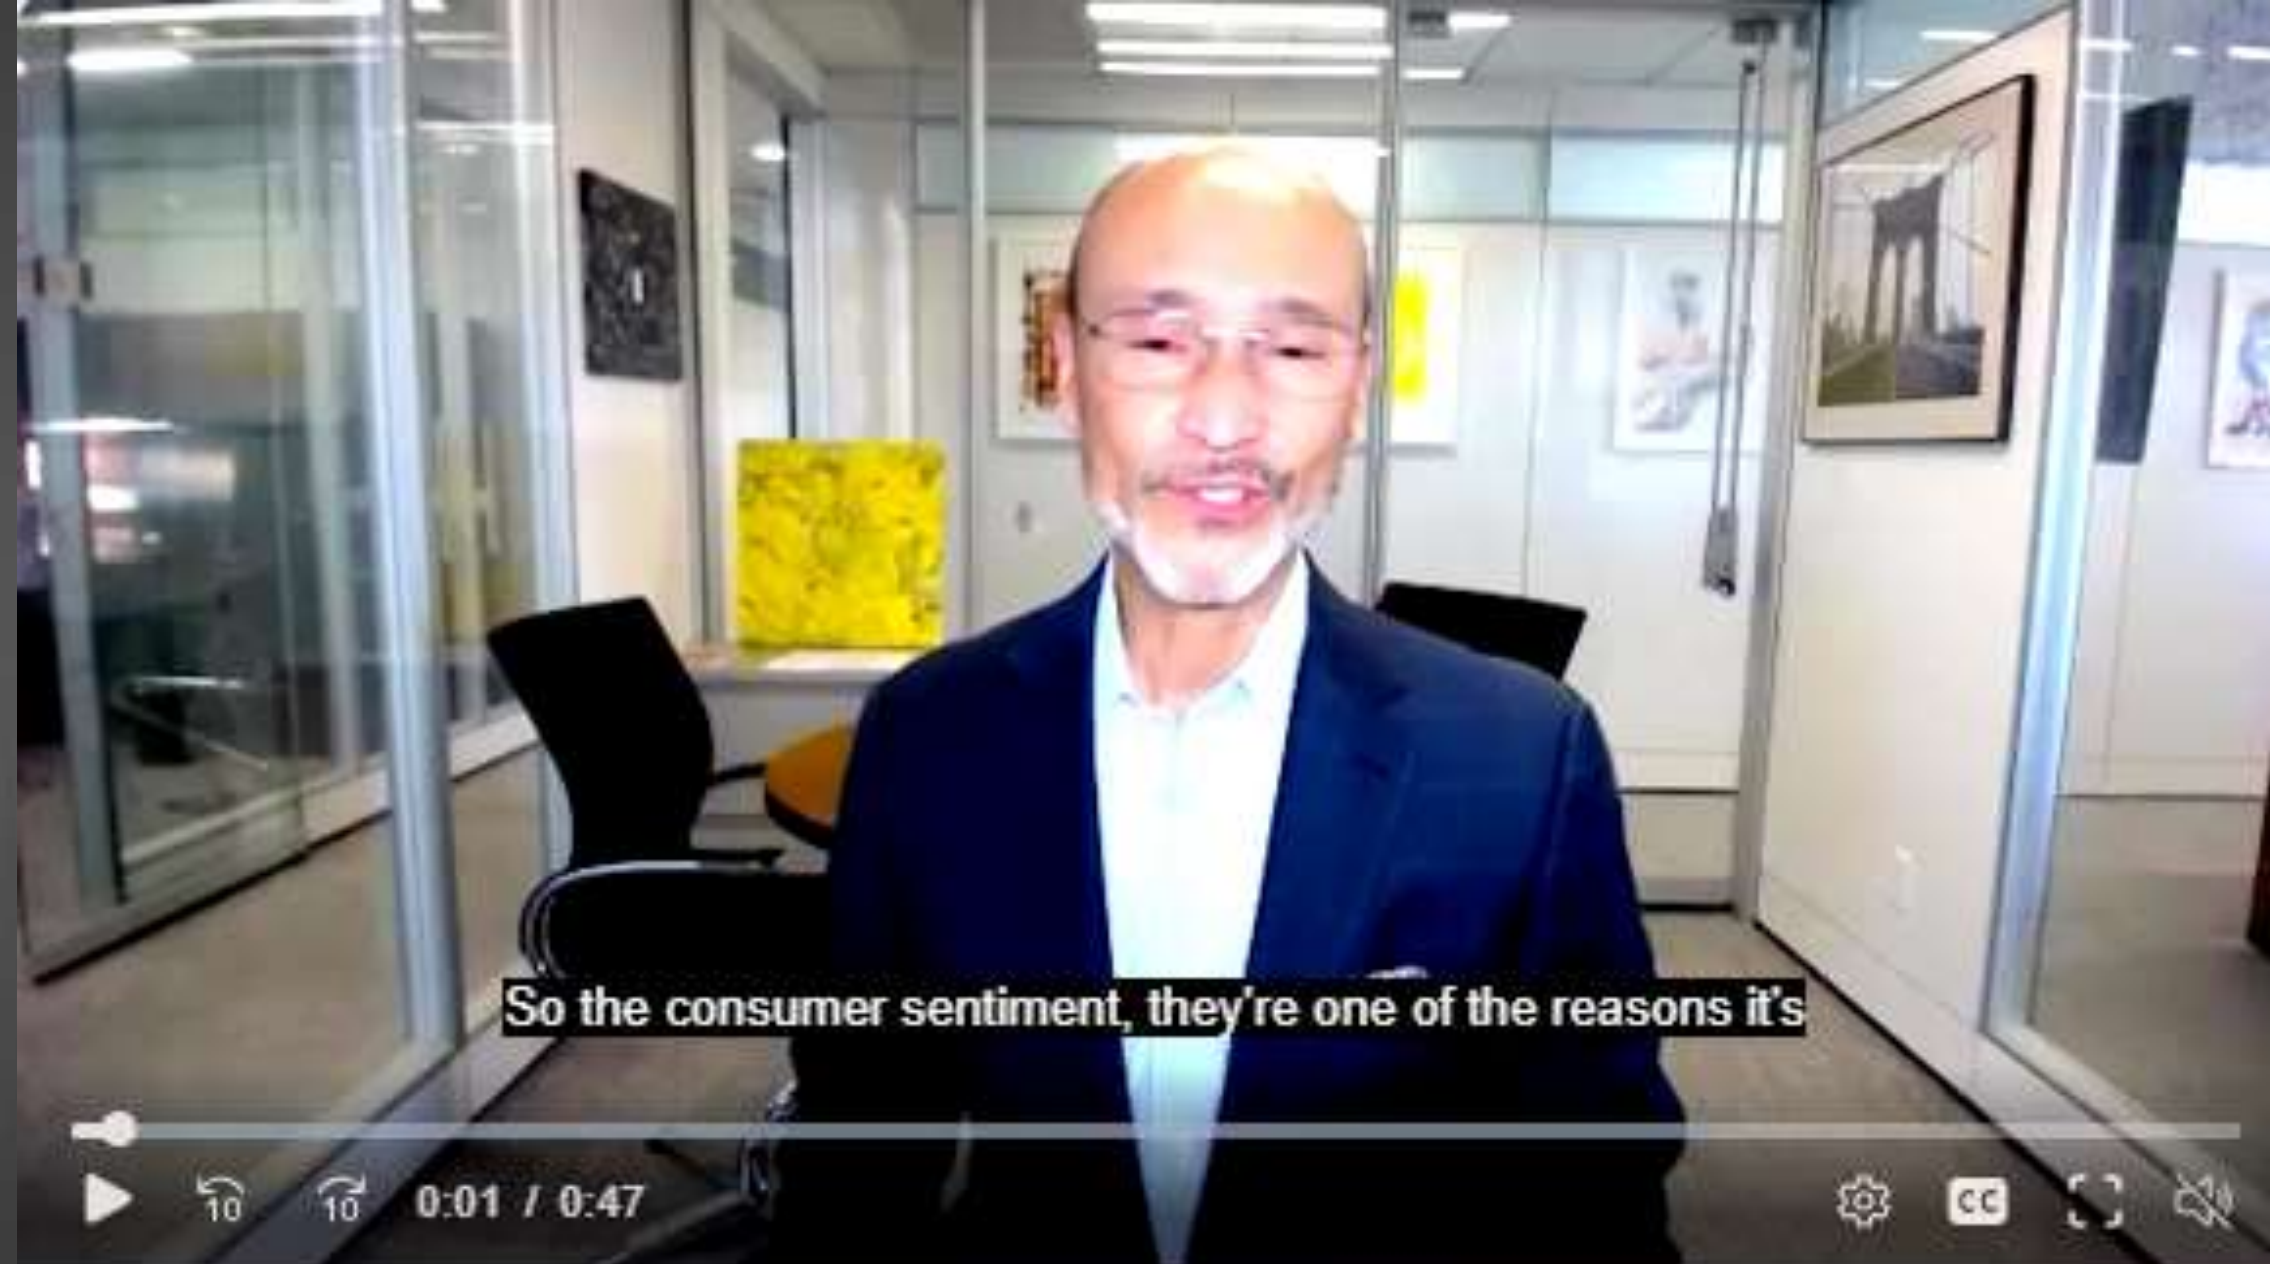 So the consumer sentiment, they're one of the reasons it's
10
10
0:01 / 0:47
CC